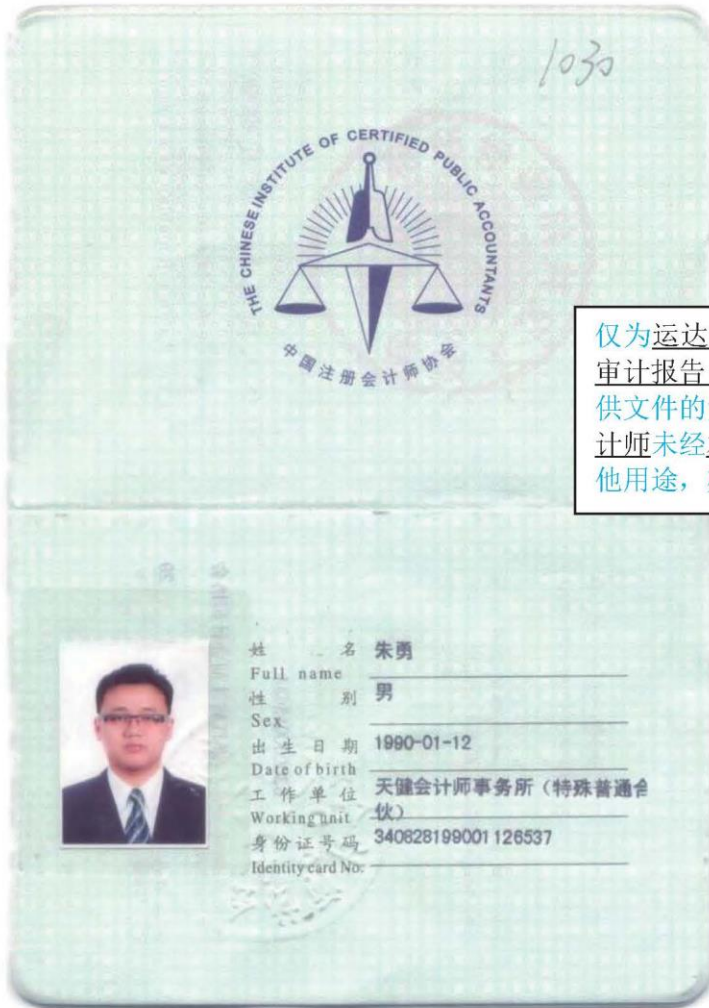 1030
THE CHINESE INSTITUTE OF CERTIFIED PUBLIC ACCOUNTANTS
中国注册会计师协会
仅为运达
审计报告
供文件的
计师未经
他用途，
姓 名 朱勇
Full name
性 别 男
Sex
出生日期 1990-01-12
Date of birth
工作单位 天健会计师事务所（特殊普通合
Working unit 伙）
身份证号码 340828199001126537
Identity card No.